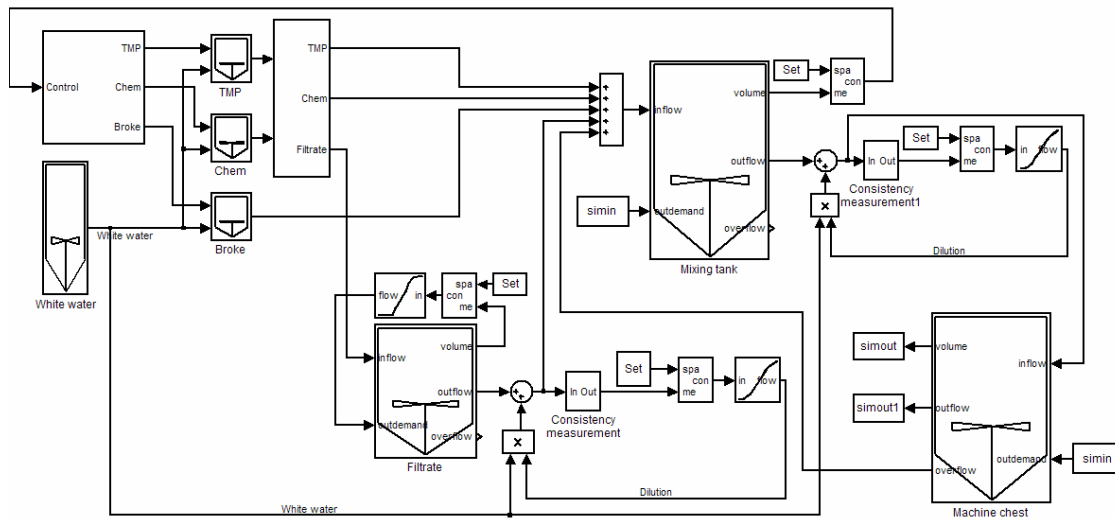 Control
TMP
Chem
Broke
TMP
Chem
Broke
White water
White water
TMP
Chem
Filtrate
+
+
+
+
+
inflow
volume
outflow
outdemand
overflow
Mixing tank
simin
Set
spa
con
me
+
+
×
In Out
Consistency
measurement1
Set
spa
con
me
in
flow
Dilution
flow
in
spa
con
me
Set
volume
inflow
outflow
outdemand
overflow
Filtrate
+
+
×
In Out
Consistency
measurement
Set
spa
con
me
in
flow
Dilution
White water
simout
simout1
volume
inflow
outflow
outdemand
overflow
Machine chest
simin